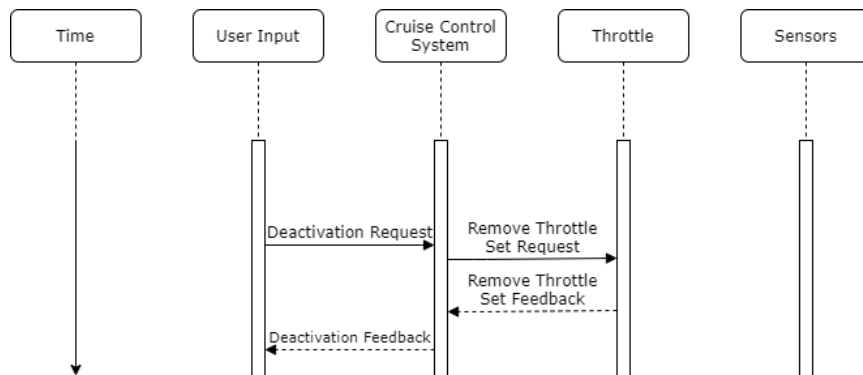 Time
User Input
Cruise Control
System
Throttle
Sensors
Deactivation Request
Remove Throttle
Set Request
Remove Throttle
Set Feedback
Deactivation Feedback